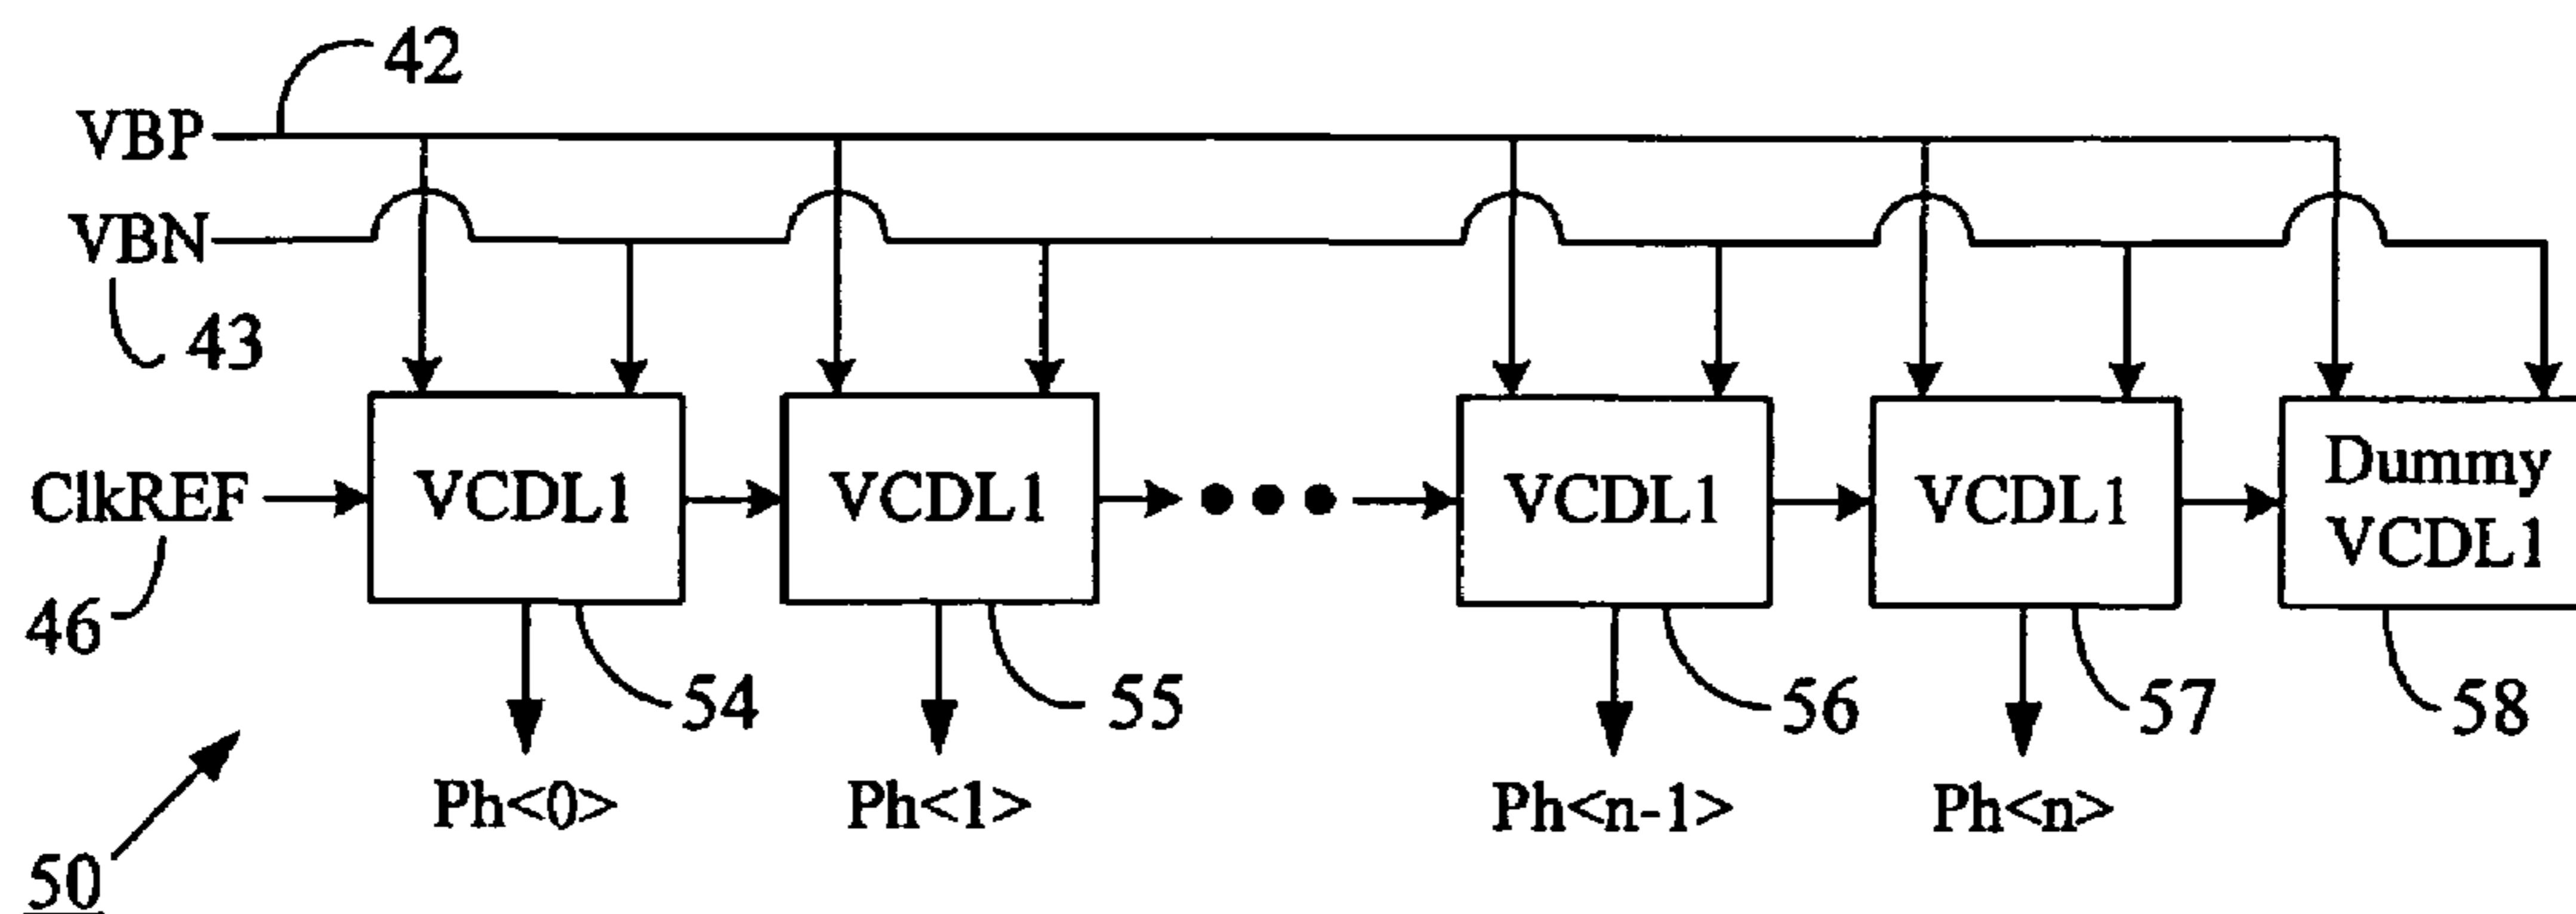 42
VBP
VBN
43
ClkREF
46
VCDL1
VCDL1
VCDL1
VCDL1
Dummy
VCDL1
54
55
56
57
58
Ph<0>
Ph<1>
Ph<n-1>
Ph<n>
50